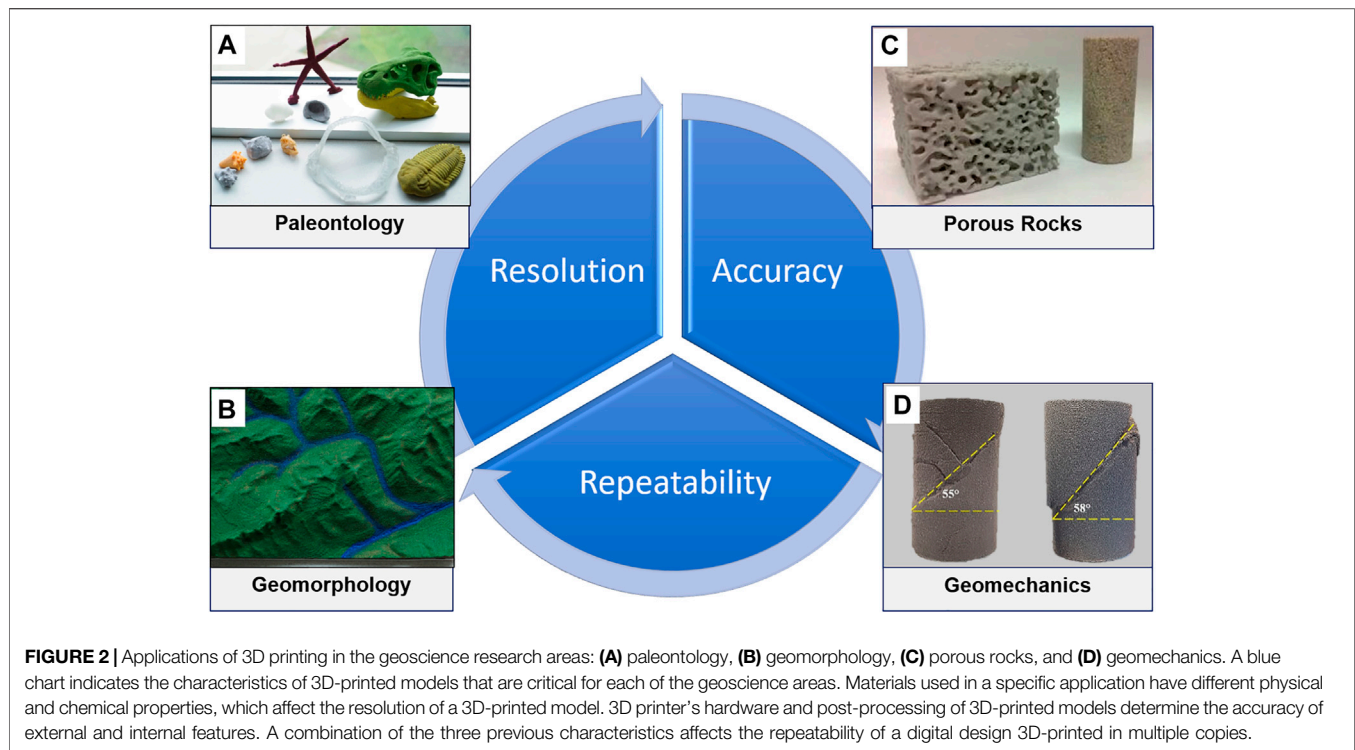 A
Paleontology
C
Porous Rocks
Resolution
Accuracy
B
Geomorphology
Repeatability
D
55°
58°
Geomechanics
FIGURE 2 | Applications of 3D printing in the geoscience research areas: (A) paleontology, (B) geomorphology, (C) porous rocks, and (D) geomechanics. A blue
chart indicates the characteristics of 3D-printed models that are critical for each of the geoscience areas. Materials used in a specific application have different physical
and chemical properties, which affect the resolution of a 3D-printed model. 3D printer's hardware and post-processing of 3D-printed models determine the accuracy of
external and internal features. A combination of the three previous characteristics affects the repeatability of a digital design 3D-printed in multiple copies.